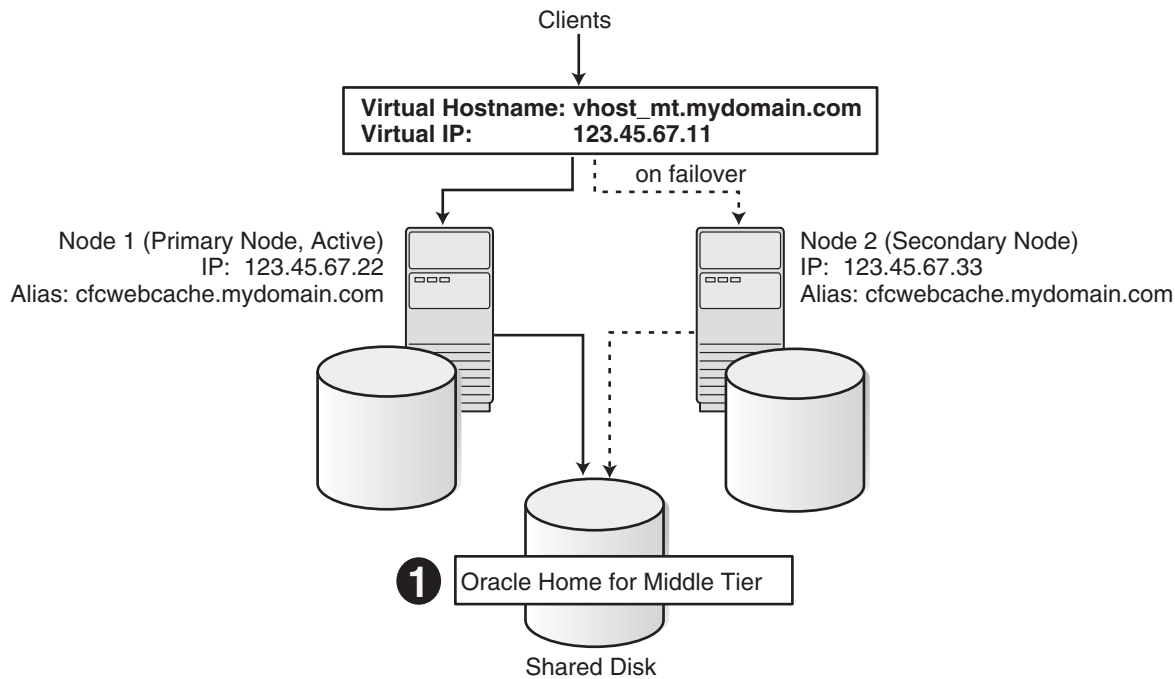 Clients
Virtual Hostname: vhost_mt.mydomain.com
Virtual IP: 123.45.67.11
on failover
Node 1 (Primary Node, Active)
IP: 123.45.67.22
Alias: cfcwebcache.mydomain.com
Node 2 (Secondary Node)
IP: 123.45.67.33
Alias: cfcwebcache.mydomain.com
1 Oracle Home for Middle Tier
Shared Disk